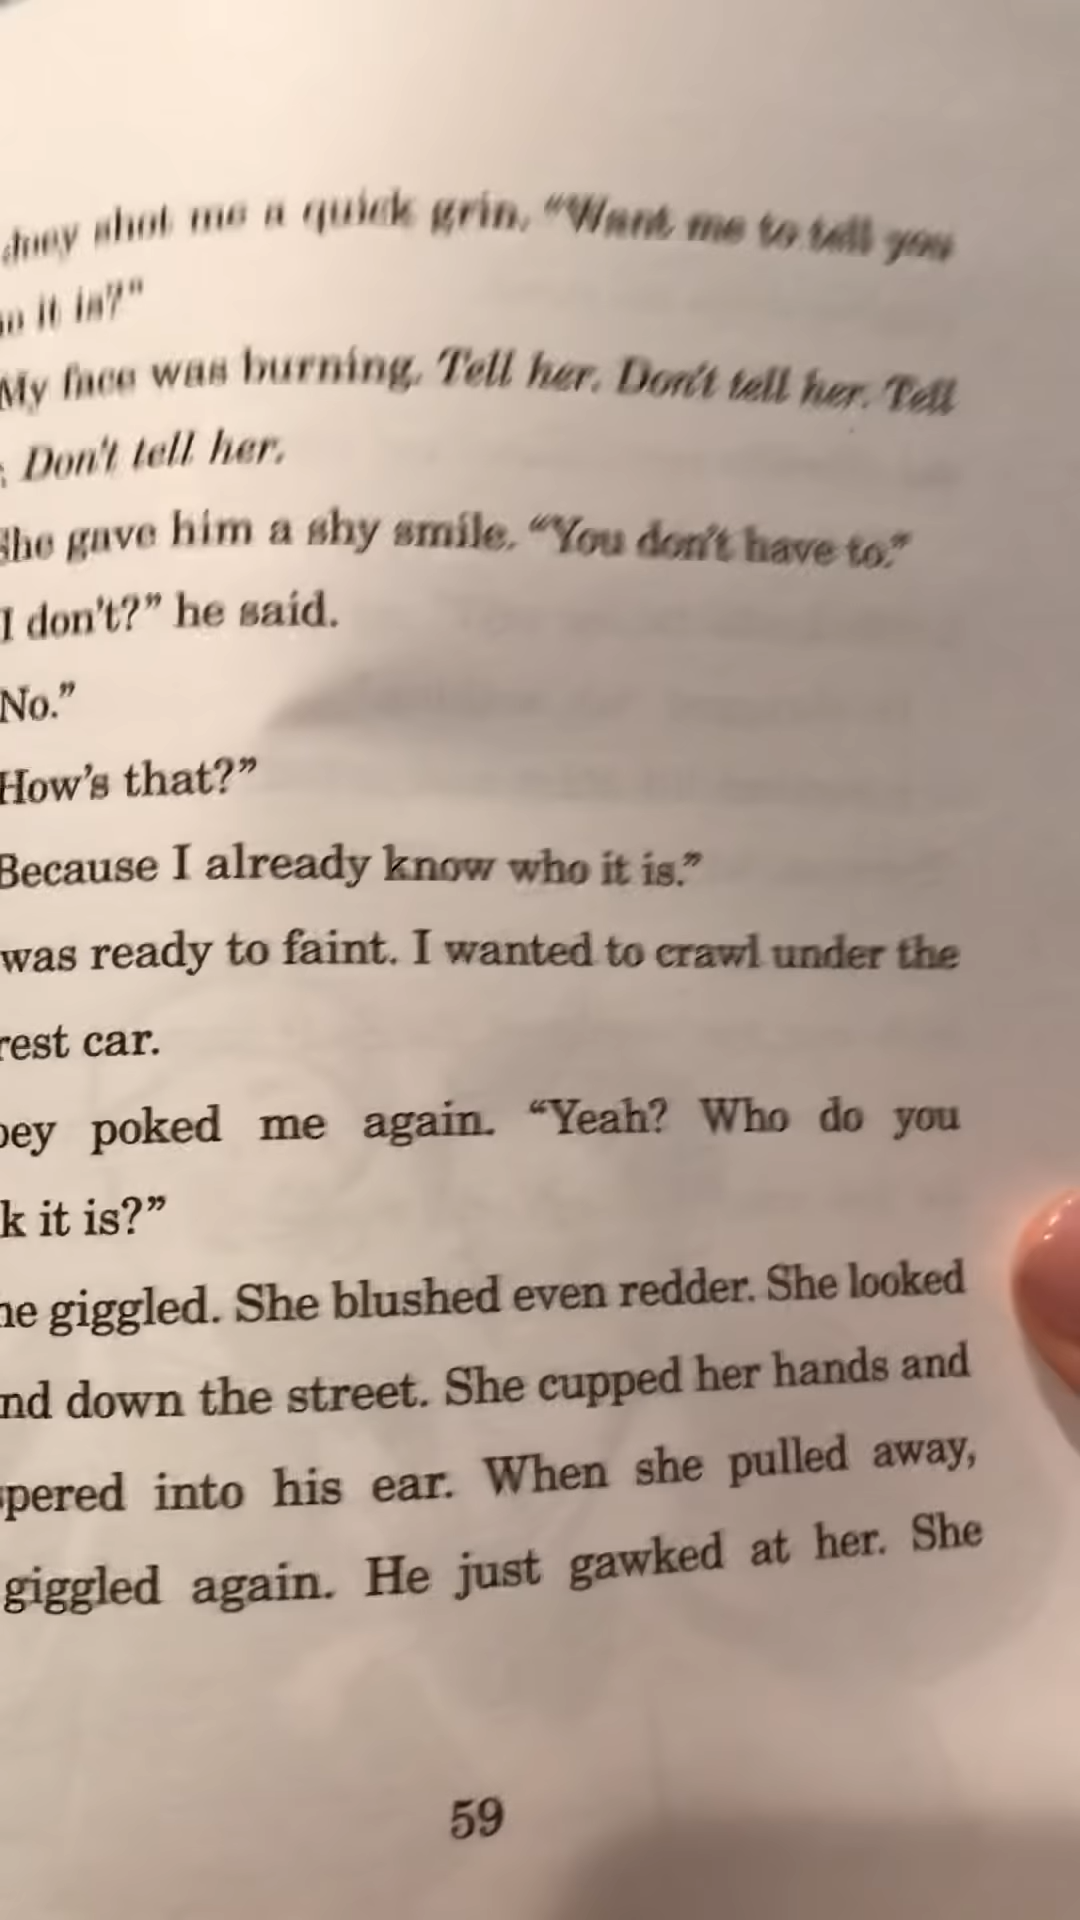 shot me a quick grin. “Want me to tell you
it is?”
My face was burning. Tell her. Don't tell her. Tell
Don't tell her.
She gave him a shy smile. “You don't have to.”
I don't?” he said.
No.”
How's that?”
Because I already know who it is.”
was ready to faint. I wanted to crawl under the
rest car.
oey poked me again. “Yeah? Who do you
k it is?”
he giggled. She blushed even redder. She looked
nd down the street. She cupped her hands and
spered into his ear. When she pulled away,
giggled again. He just gawked at her. She
59